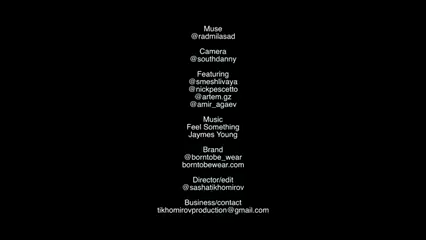 Muse
@radmilasad
Camera
@southdanny
Featuring
@smeshlivaya
@nickpescetto
@artem.gz
@amir_agaev
Music
Feel Something
Jaymes Young
Brand
@borntobe_wear
borntobewear.com
Director/edit
@sashatikhomirov
Business/contact
tikhomirovproduction@gmail.com